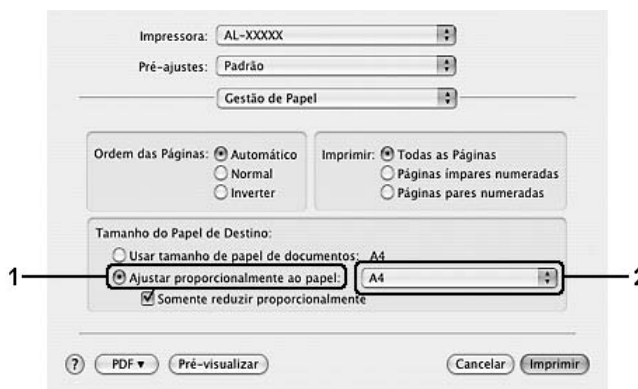 Impressora: AL-XXXXX
Pré-ajustes: Padrão
Gestão de Papel
Ordem das Páginas: Automático
Normal
Inverter
Imprimir: Todas as Páginas
Páginas ímpares numeradas
Páginas pares numeradas
Tamanho do Papel de Destino:
Usar tamanho de papel de documentos: A4
1 Ajustar proporcionalmente ao papel: A4 2
Somente reduzir proporcionalmente
? PDF Pré-visualizar Cancelar Imprimir